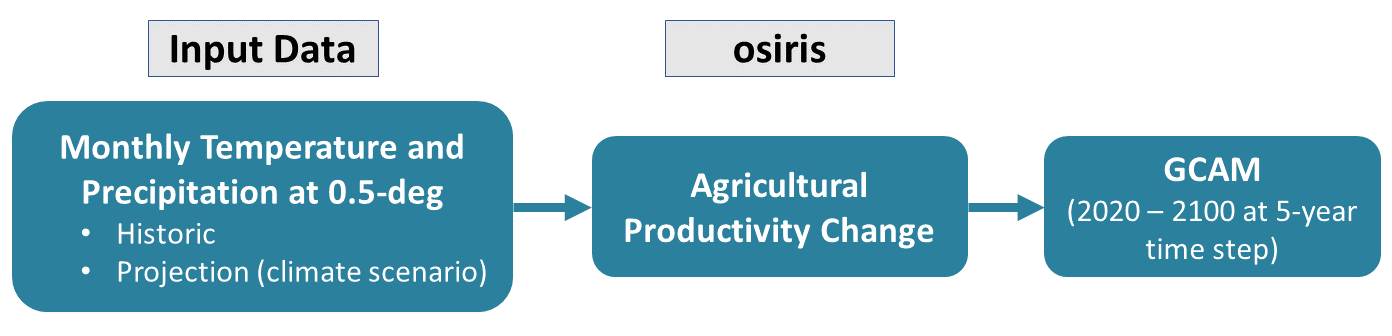 Input Data
osiris
Monthly Temperature and
Precipitation at 0.5-deg
• Historic
• Projection (climate scenario)
Agricultural
Productivity Change
GCAM
(2020 – 2100 at 5-year
time step)